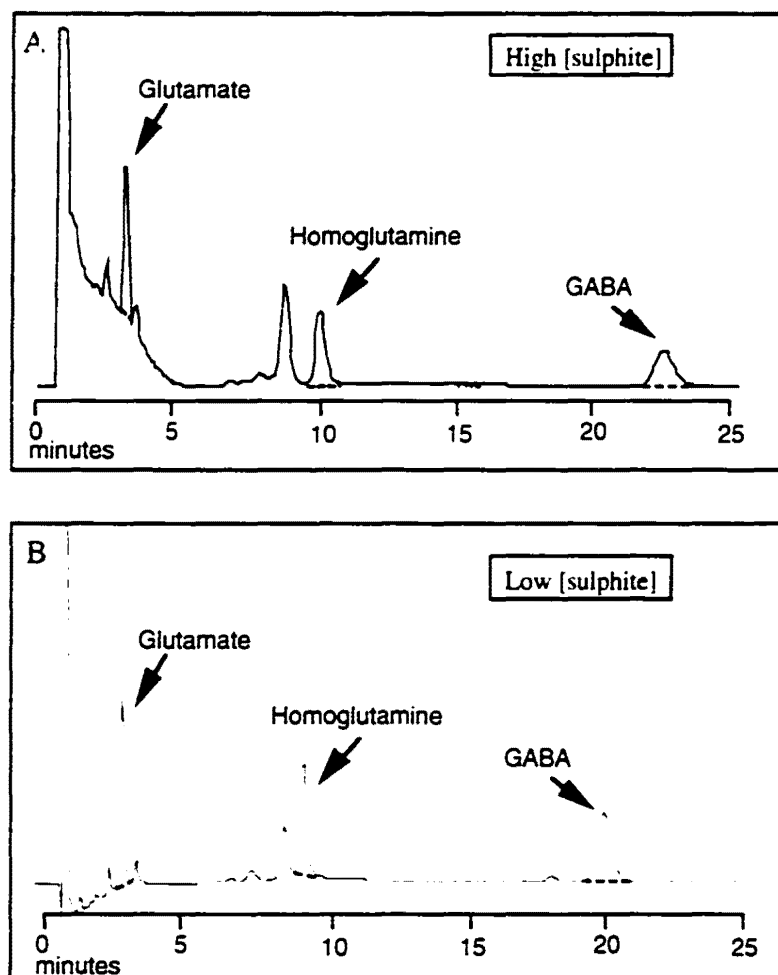 A.
High [sulphite]
Glutamate
Homoglutamine
GABA
0 5 10 15 20 25
minutes
B
Low [sulphite]
Glutamate
Homoglutamine
GABA
0 5 10 15 20 25
minutes